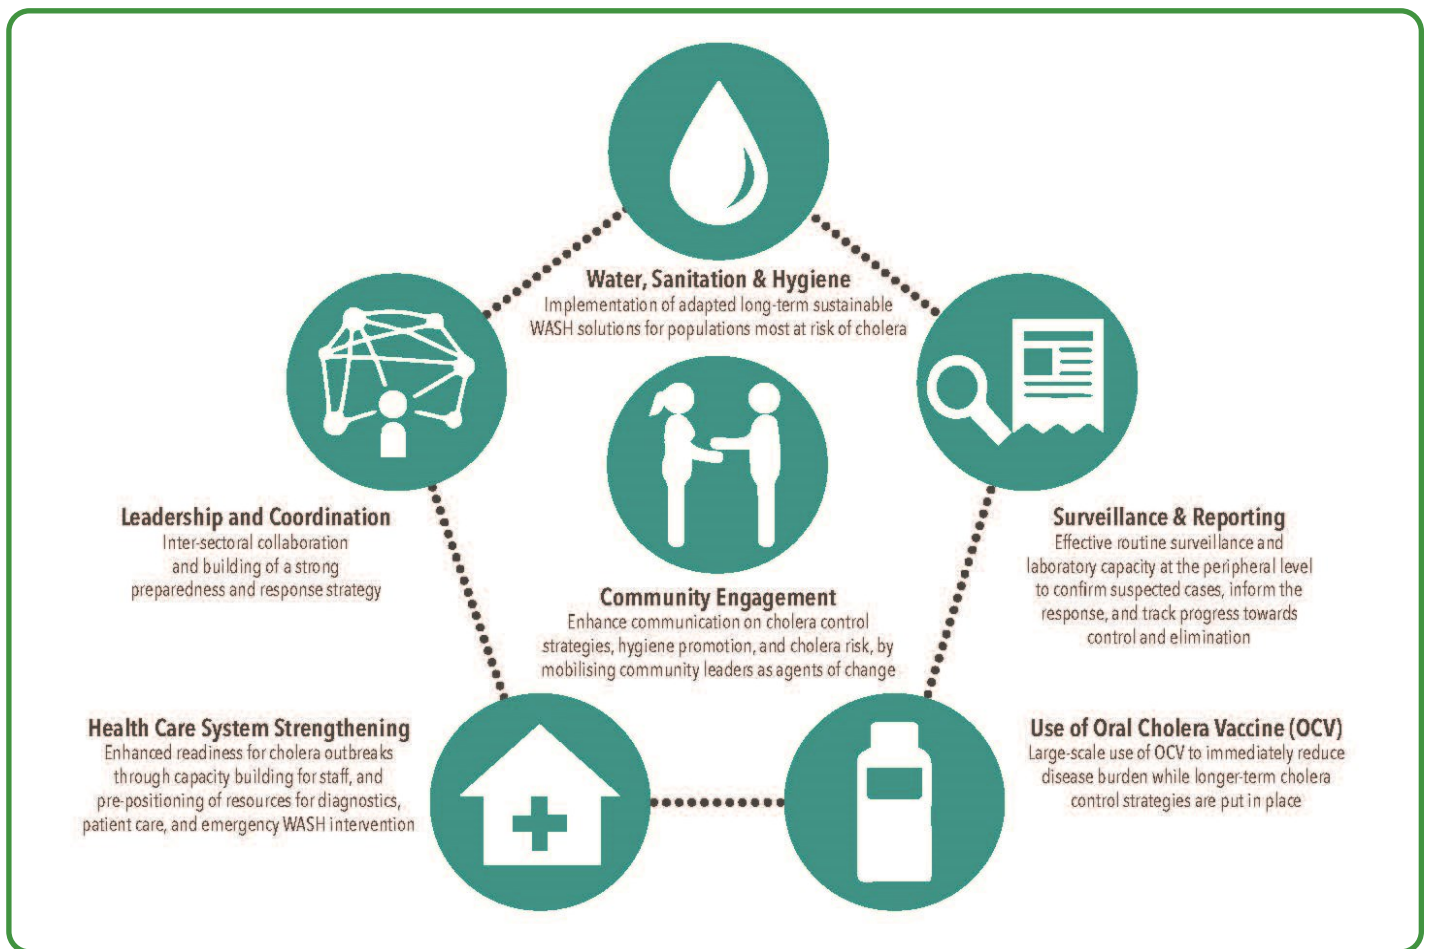 Water, Sanitation & Hygiene
Implementation of adapted long-term sustainable
WASH solutions for populations most at risk of cholera
Leadership and Coordination
Inter-sectoral collaboration
and building of a strong
preparedness and response strategy
Community Engagement
Enhance communication on cholera control
strategies, hygiene promotion, and cholera risk, by
mobilising community leaders as agents of change
Surveillance & Reporting
Effective routine surveillance and
laboratory capacity at the peripheral level
to confirm suspected cases, inform the
response, and track progress towards
control and elimination
Health Care System Strengthening
Enhanced readiness for cholera outbreaks
through capacity building for staff, and
pre-positioning of resources for diagnostics,
patient care, and emergency WASH intervention
Use of Oral Cholera Vaccine (OCV)
Large-scale use of OCV to immediately reduce
disease burden while longer-term cholera
control strategies are put in place